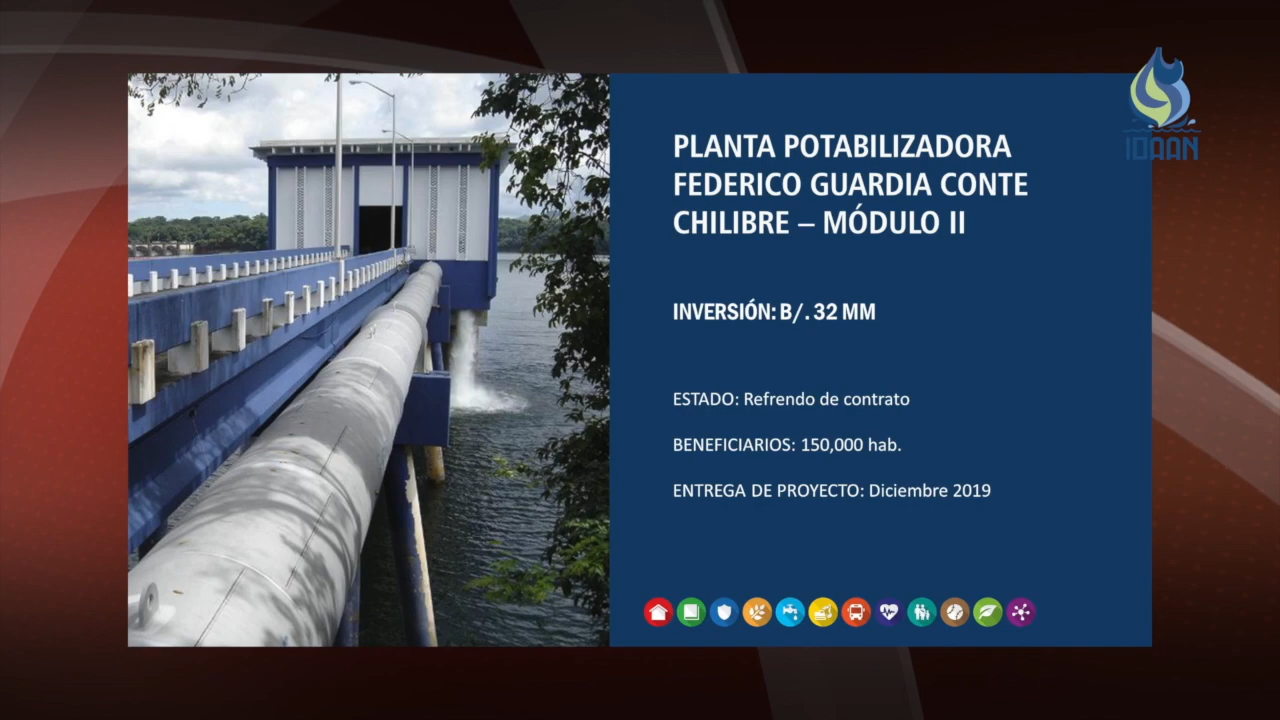 PLANTA POTABILIZADORA
FEDERICO GUARDIA CONTE
CHILIBRE – MÓDULO II
INVERSIÓN: B/. 32 MM
ESTADO: Refrendo de contrato
BENEFICIARIOS: 150,000 hab.
ENTREGA DE PROYECTO: Diciembre 2019
IDAAN